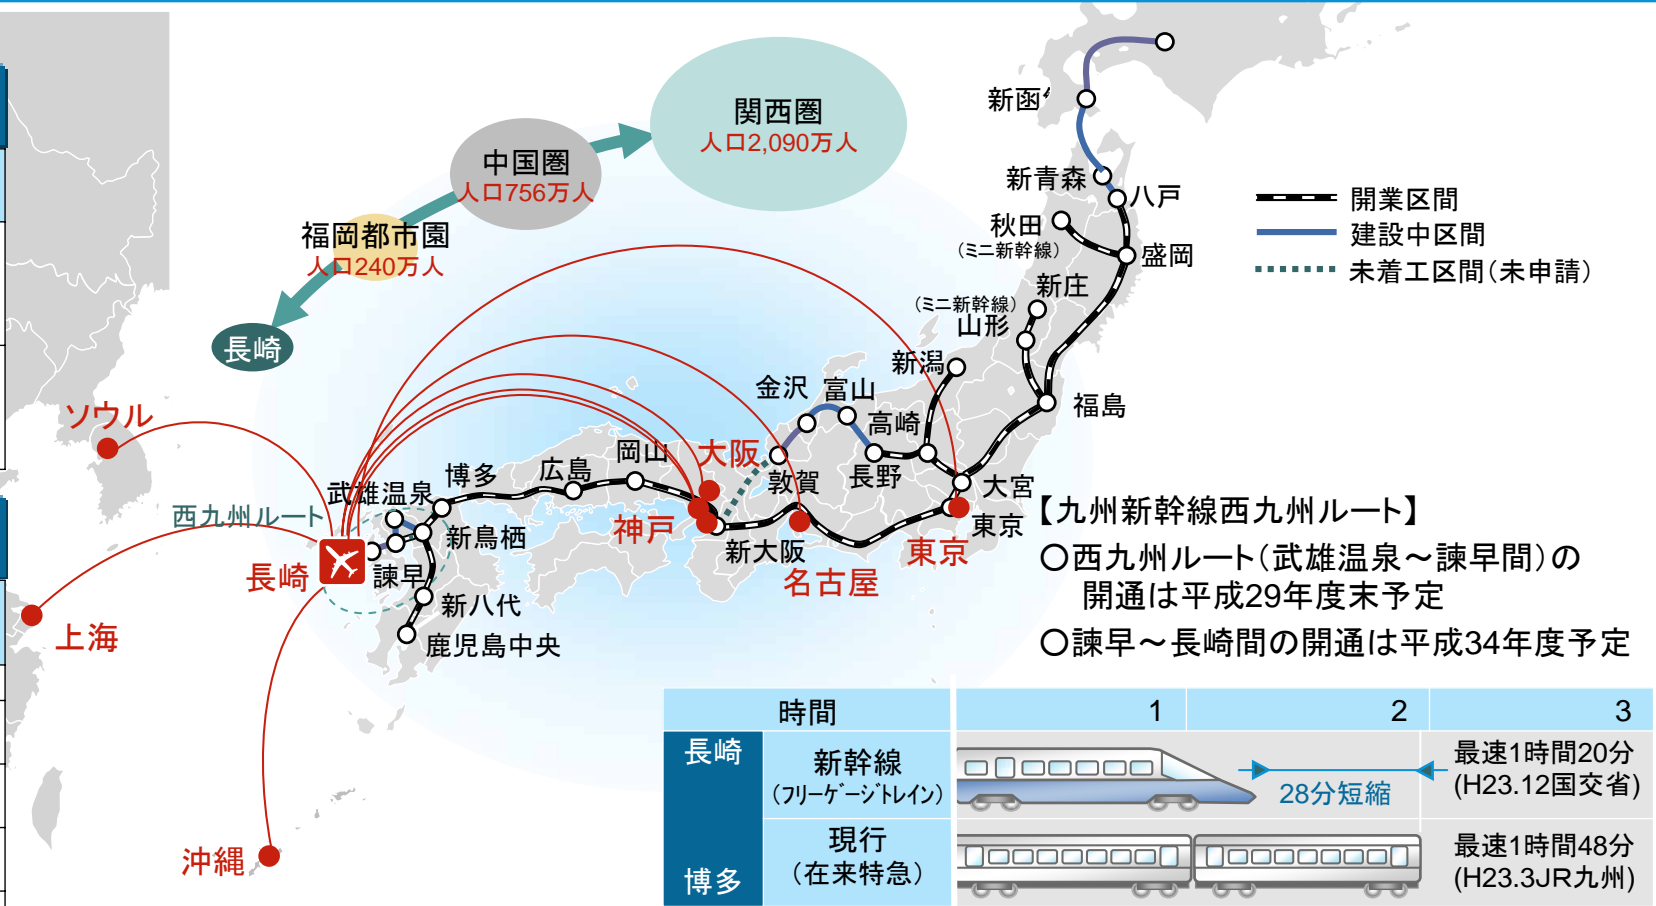 関西圏
人口2,090万人
中国圏
人口756万人
福岡都市園
人口240万人
長崎
新函
新青森
八戸
秋田
(ミニ新幹線)
盛岡
新庄
(ミニ新幹線)
山形
新潟
福島
金沢
富山
高崎
長野
敦賀
大宮
東京
東京
開業区間
建設中区間
未着工区間(未申請)
ソウル
上海
沖縄
長崎
西九州ルート
武雄温泉
博多
新鳥栖
諫早
新八代
鹿児島中央
広島
岡山
大阪
神戸
新大阪
名古屋
【九州新幹線西九州ルート】
○西九州ルート(武雄温泉~諫早間)の
開通は平成29年度末予定
○諫早~長崎間の開通は平成34年度予定
時間 1 2 3
長崎
新幹線
(フリーゲージトレイン)
28分短縮
最速1時間20分
(H23.12国交省)
博多
現行
(在来特急)
最速1時間48分
(H23.3JR九州)